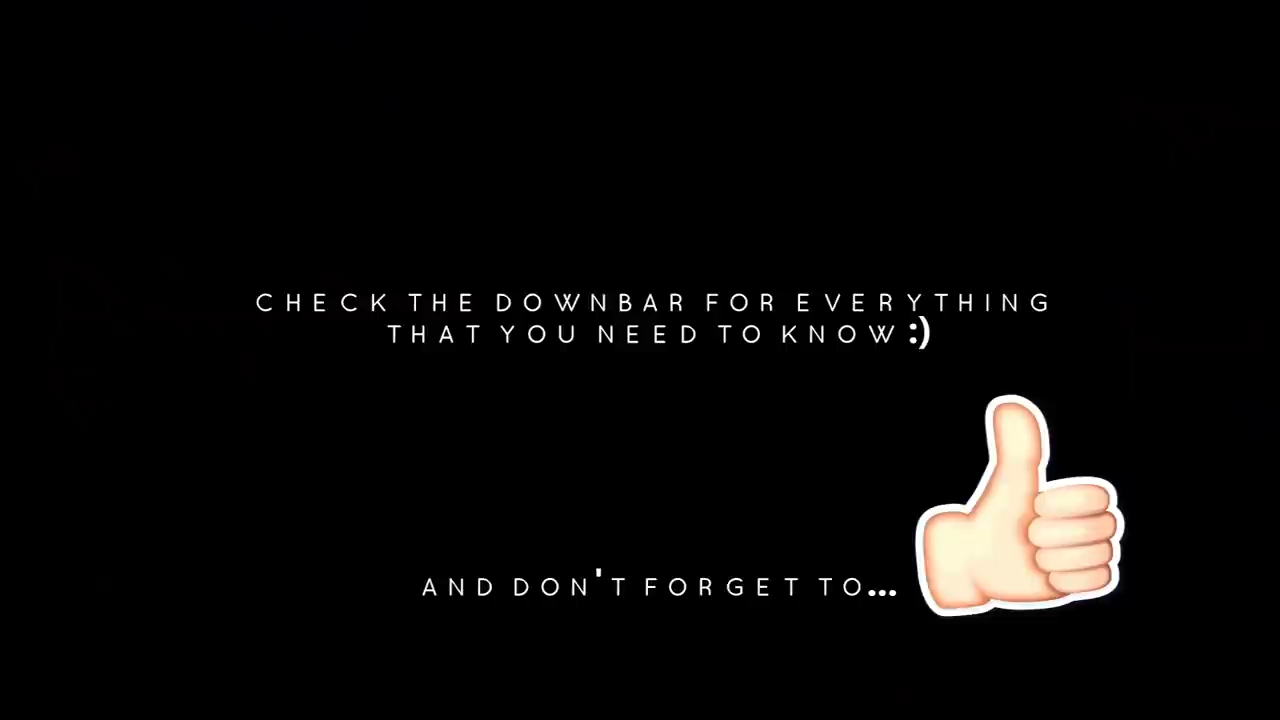 CHECK THE DOWNBAR FOR EVERYTHING
THAT YOU NEED TO KNOW :)
AND DON'T FORGET TO...